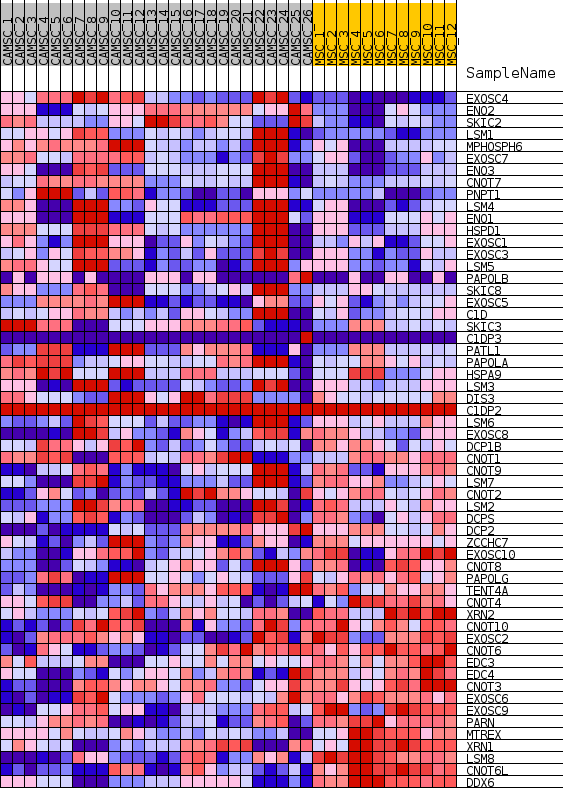 CAMSC_1
CAMSC_2
CAMSC_3
CAMSC_4
CAMSC_5
CAMSC_6
CAMSC_7
CAMSC_8
CAMSC_9
CAMSC_10
CAMSC_11
CAMSC_12
CAMSC_13
CAMSC_14
CAMSC_15
CAMSC_16
CAMSC_17
CAMSC_18
CAMSC_19
CAMSC_20
CAMSC_21
CAMSC_22
CAMSC_23
CAMSC_24
CAMSC_25
CAMSC_26
MSC_1
MSC_2
MSC_3
MSC_4
MSC_5
MSC_6
MSC_7
MSC_8
MSC_9
MSC_10
MSC_11
MSC_12
SampleName
EXOSC4
ENO2
SKIC2
LSM1
MPHOSPH6
EXOSC7
ENO3
CNOT7
PNPT1
LSM4
ENO1
HSPD1
EXOSC1
EXOSC3
LSM5
PAPOLB
SKIC8
EXOSC5
C1D
SKIC3
C1DP3
PATL1
PAPOLA
HSPA9
LSM3
DIS3
C1DP2
LSM6
EXOSC8
DCP1B
CNOT1
CNOT9
LSM7
CNOT2
LSM2
DCPS
DCP2
ZCCHC7
EXOSC10
CNOT8
PAPOLG
TENT4A
CNOT4
XRN2
CNOT10
EXOSC2
CNOT6
EDC3
EDC4
CNOT3
EXOSC6
EXOSC9
PARN
MTREX
XRN1
LSM8
CNOT6L
DDX6